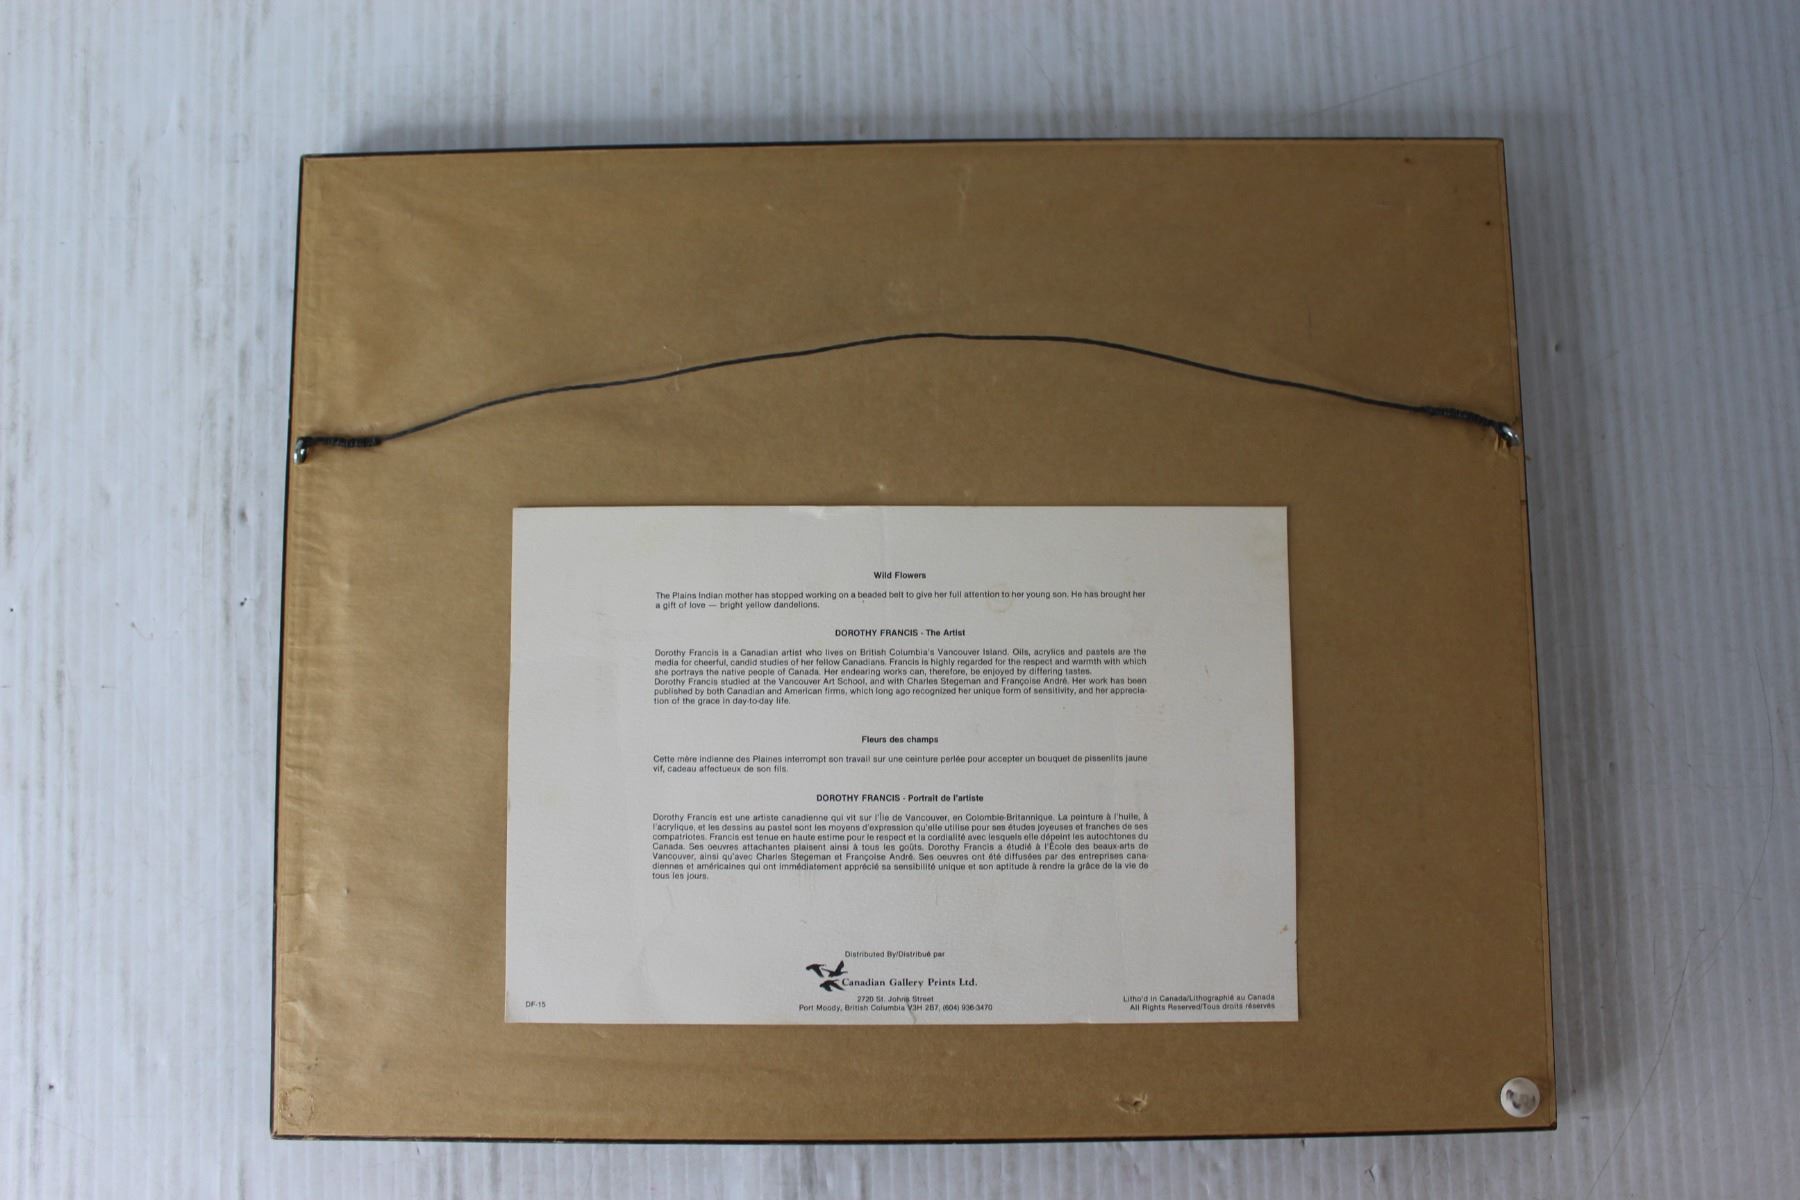 Wild Flowers
The Plains Indian mother has stopped working on a beaded belt to give her full attention to her young son. He has brought her
a gift of love — bright yellow dandelions.
DOROTHY FRANCIS - The Artist
Dorothy Francis is a Canadian artist who lives on British Columbia's Vancouver Island. Oils, acrylics and pastels are the
media for cheerful, candid studies of her fellow Canadians. Francis is highly regarded for the respect and warmth with which
she portrays the native people of Canada. Her endearing works can, therefore, be enjoyed by differing tastes.
Dorothy Francis studied at the Vancouver Art School, and with Charles Stegeman and Françoise André. Her work has been
published by both Canadian and American firms, which long ago recognized her unique form of sensitivity, and her apprecia-
tion of the grace in day-to-day life.
Fleurs des champs
Cette mère indienne des Plaines interrompt son travail sur une ceinture perlée pour accepter un bouquet de pissenlits jaune
vif, cadeau affectueux de son fils.
DOROTHY FRANCIS - Portrait de l'artiste
Dorothy Francis est une artiste canadienne qui vit sur l'Île de Vancouver, en Colombie-Britannique. La peinture à l'huile, à
l'acrylique, et les dessins au pastel sont les moyens d'expression qu'elle utilise pour ses études joyeuses et franches de ses
compatriotes. Francis est tenue en haute estime pour le respect et la cordialité avec lesquels elle dépeint les autochtones du
Canada. Ses oeuvres attachantes plaisent ainsi à tous les goûts. Dorothy Francis a étudié à l'École des beaux-arts de
Vancouver, ainsi qu'avec Charles Stegeman et Françoise André. Ses oeuvres ont été diffusées par des entreprises cana-
diennes et américaines qui ont immédiatement apprécié sa sensibilité unique et son aptitude à rendre la grâce de la vie de
tous les jours.
Distributed By/Distribué par
Canadian Gallery Prints Ltd.
2720 St. Johns Street
Port Moody, British Columbia V3H 2B7, (604) 936-3470
DF-15
Litho'd in Canada/Lithographié au Canada
All Rights Reserved/Tous droits réservés